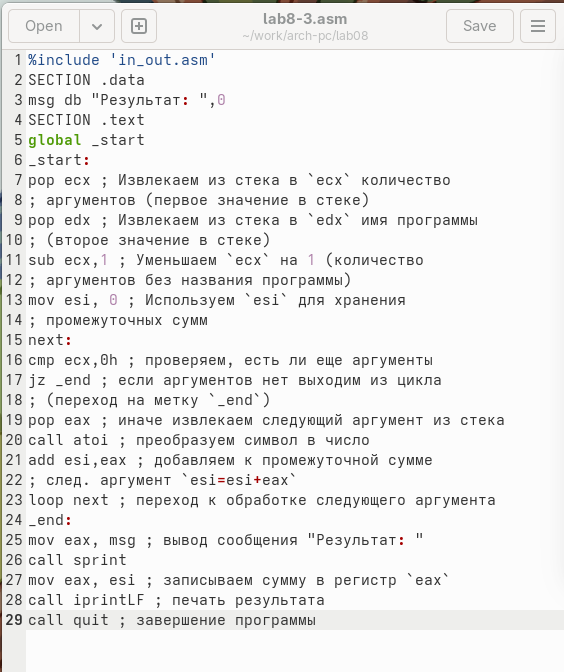 Open
lab8-3.asm
~/work/arch-pc/lab08
Save
1 %include 'in_out.asm'
2 SECTION .data
3 msg db "Результат: ",0
4 SECTION .text
5 global _start
6 _start:
7 pop ecx ; Извлекаем из стека в `ecx` количество
8 ; аргументов (первое значение в стеке)
9 pop edx ; Извлекаем из стека в `edx` имя программы
10 ; (второе значение в стеке)
11 sub ecx,1 ; Уменьшаем `ecx` на 1 (количество
12 ; аргументов без названия программы)
13 mov esi, 0 ; Используем `esi` для хранения
14 ; промежуточных сумм
15 next:
16 cmp ecx,0h ; проверяем, есть ли еще аргументы
17 jz _end ; если аргументов нет выходим из цикла
18 ; (переход на метку `_end`)
19 pop eax ; иначе извлекаем следующий аргумент из стека
20 call atoi ; преобразуем символ в число
21 add esi,eax ; добавляем к промежуточной сумме
22 ; след. аргумент `esi=esi+eax`
23 loop next ; переход к обработке следующего аргумента
24 _end:
25 mov eax, msg ; вывод сообщения "Результат: "
26 call sprint
27 mov eax, esi ; записываем сумму в регистр `eax`
28 call iprintLF ; печать результата
29 call quit ; завершение программы